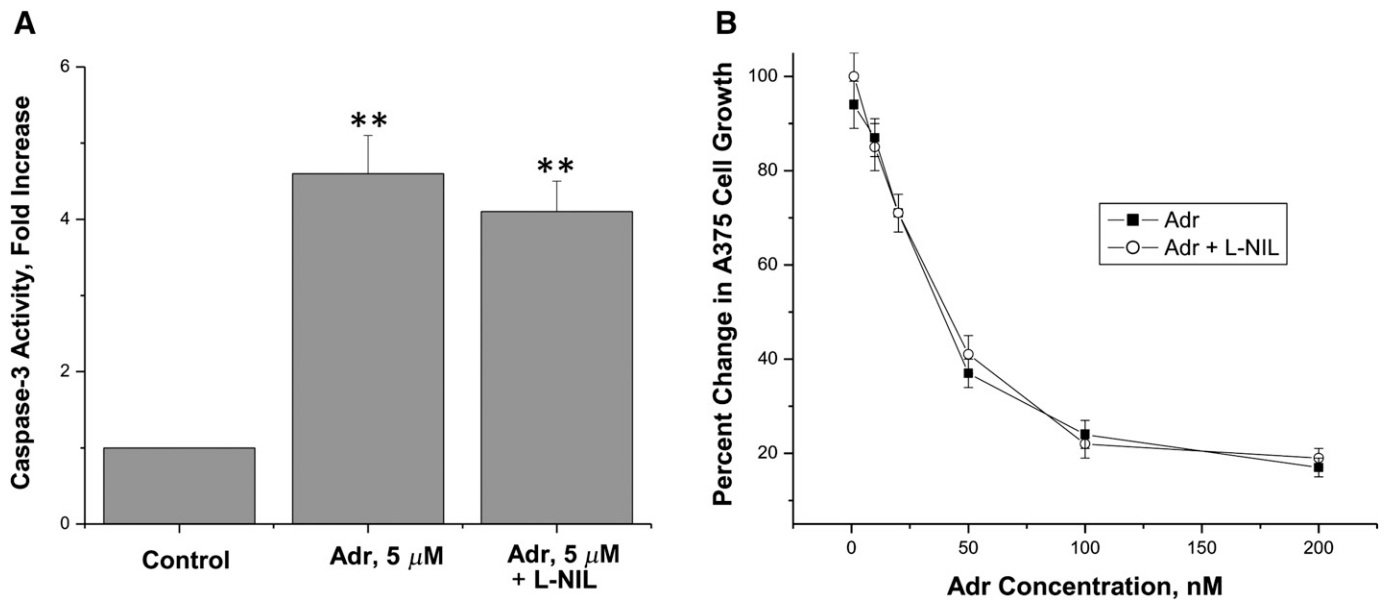 A
Caspase-3 Activity, Fold Increase
6
4
2
0
**
**
Control
Adr, 5 μM
Adr, 5 μM
+ L-NIL
B
Percent Change in A375 Cell Growth
100
80
60
40
20
Adr
Adr + L-NIL
0
50
100
150
200
Adr Concentration, nM